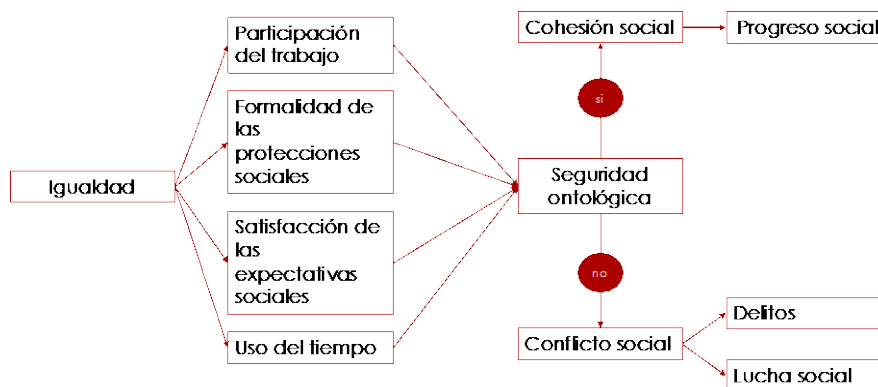 Igualdad
Participación
del trabajo
Formalidad de
las
protecciones
sociales
Satisfacción de
las
expectativas
sociales
Uso del tiempo
Seguridad
ontológica
si
Cohesión social
Progreso social
no
Conflicto social
Delitos
Lucha social